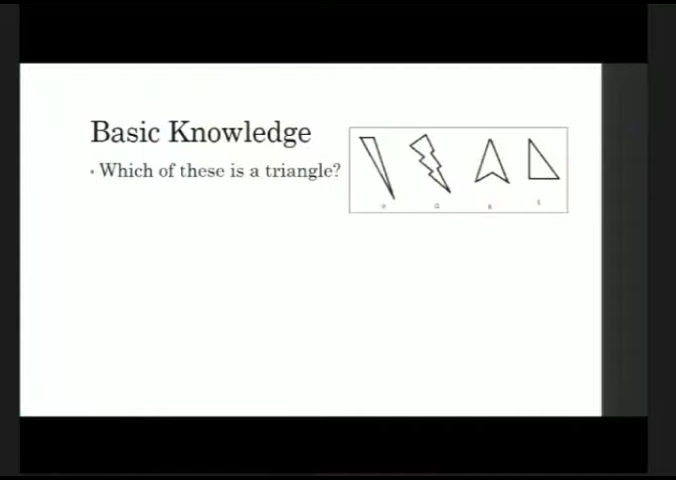 Basic Knowledge
• Which of these is a triangle?